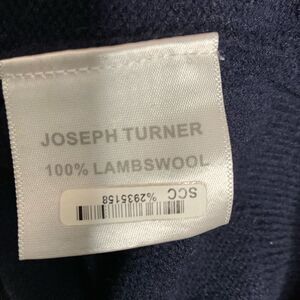 JOSEPH TURNER
100% LAMBSWOOL
SCC %2935158